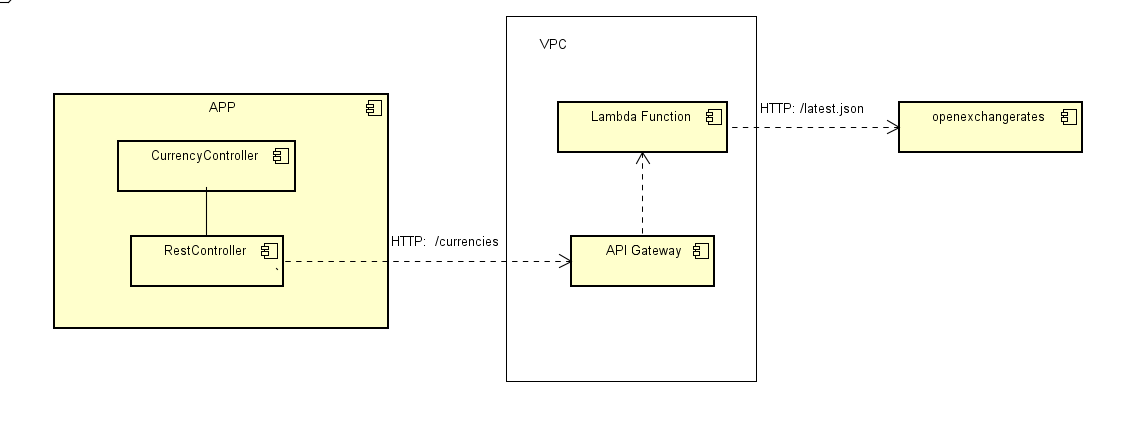 VPC
APP
CurrencyController
RestController
HTTP: /currencies
Lambda Function
API Gateway
HTTP: /latest.json
openexchangerates